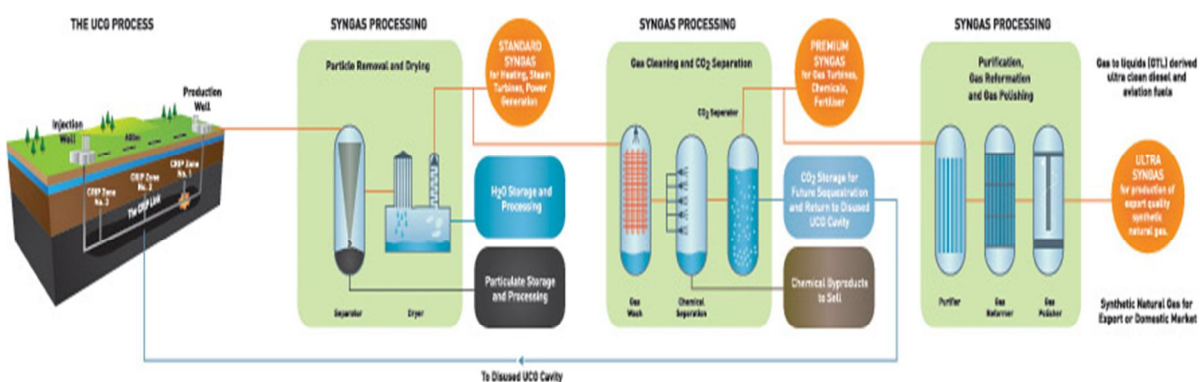 THE UCG PROCESS
Injection
Well
Production
Well
600m
CRIP Zone
No. 3
CRIP Zone
No. 2
CRIP Zone
No. 1
The CRIP Link
SYNGAS PROCESSING
Particle Removal and Drying
Separator
Dryer
STANDARD
SYNGAS
for Heating, Steam
Turbines, Power
Generation
H2O Storage and
Processing
Particulate Storage
and Processing
SYNGAS PROCESSING
Gas Cleaning and CO2 Separation
CO2 Separator
Gas
Wash
Chemical
Separation
PREMIUM
SYNGAS
for Gas Turbines,
Chemicals,
Fertiliser
CO2 Storage for
Future Sequestration
and Return to Disused
UCG Cavity
Chemical Byproducts
to Sell
SYNGAS PROCESSING
Purification,
Gas Reformation
and Gas Polishing
Purifier
Gas
Reformer
Gas
Polisher
Gas to liquids (GTL) derived
ultra clean diesel and
aviation fuels
ULTRA
SYNGAS
for production of
export quality
synthetic
natural gas.
Synthetic Natural Gas for
Export or Domestic Market
To Disused UCG Cavity